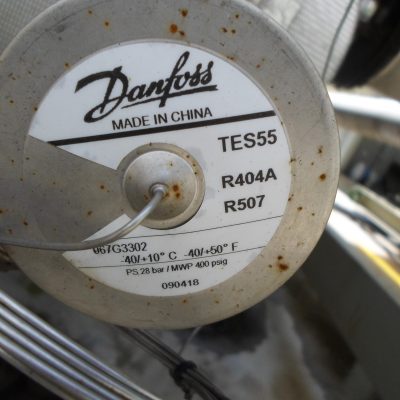 Danfoss
MADE IN CHINA
TES55
R404A
R507
067G3302
-40/+10° C -40/+50° F
PS 28 bar / MWP 400 psig
090418